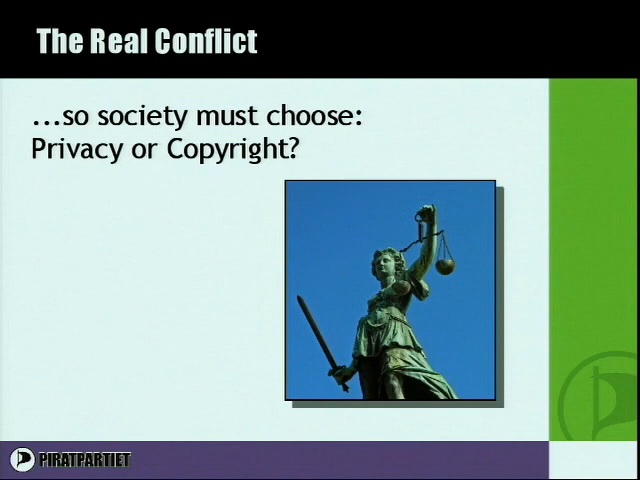 The Real Conflict
...so society must choose:
Privacy or Copyright?
PIRATPARTIET